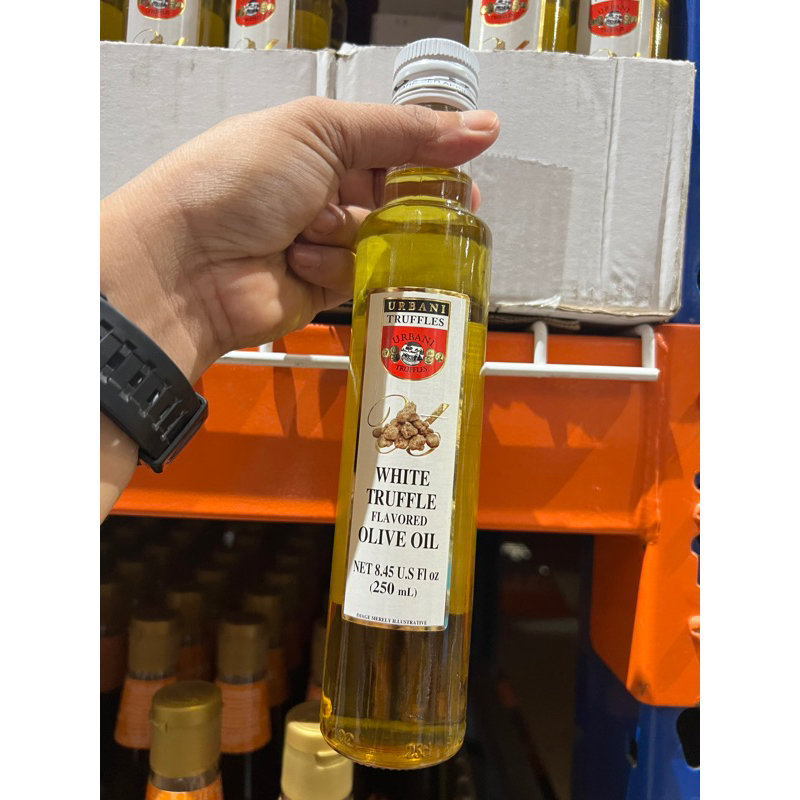 URBANI
TRUFFLES
URBANI
TRUFFLES
WHITE
TRUFFLE
FLAVORED
OLIVE OIL
NET 8.45 U.S Fl oz
(250 mL)
IMAGE MERELY ILLUSTRATIVE